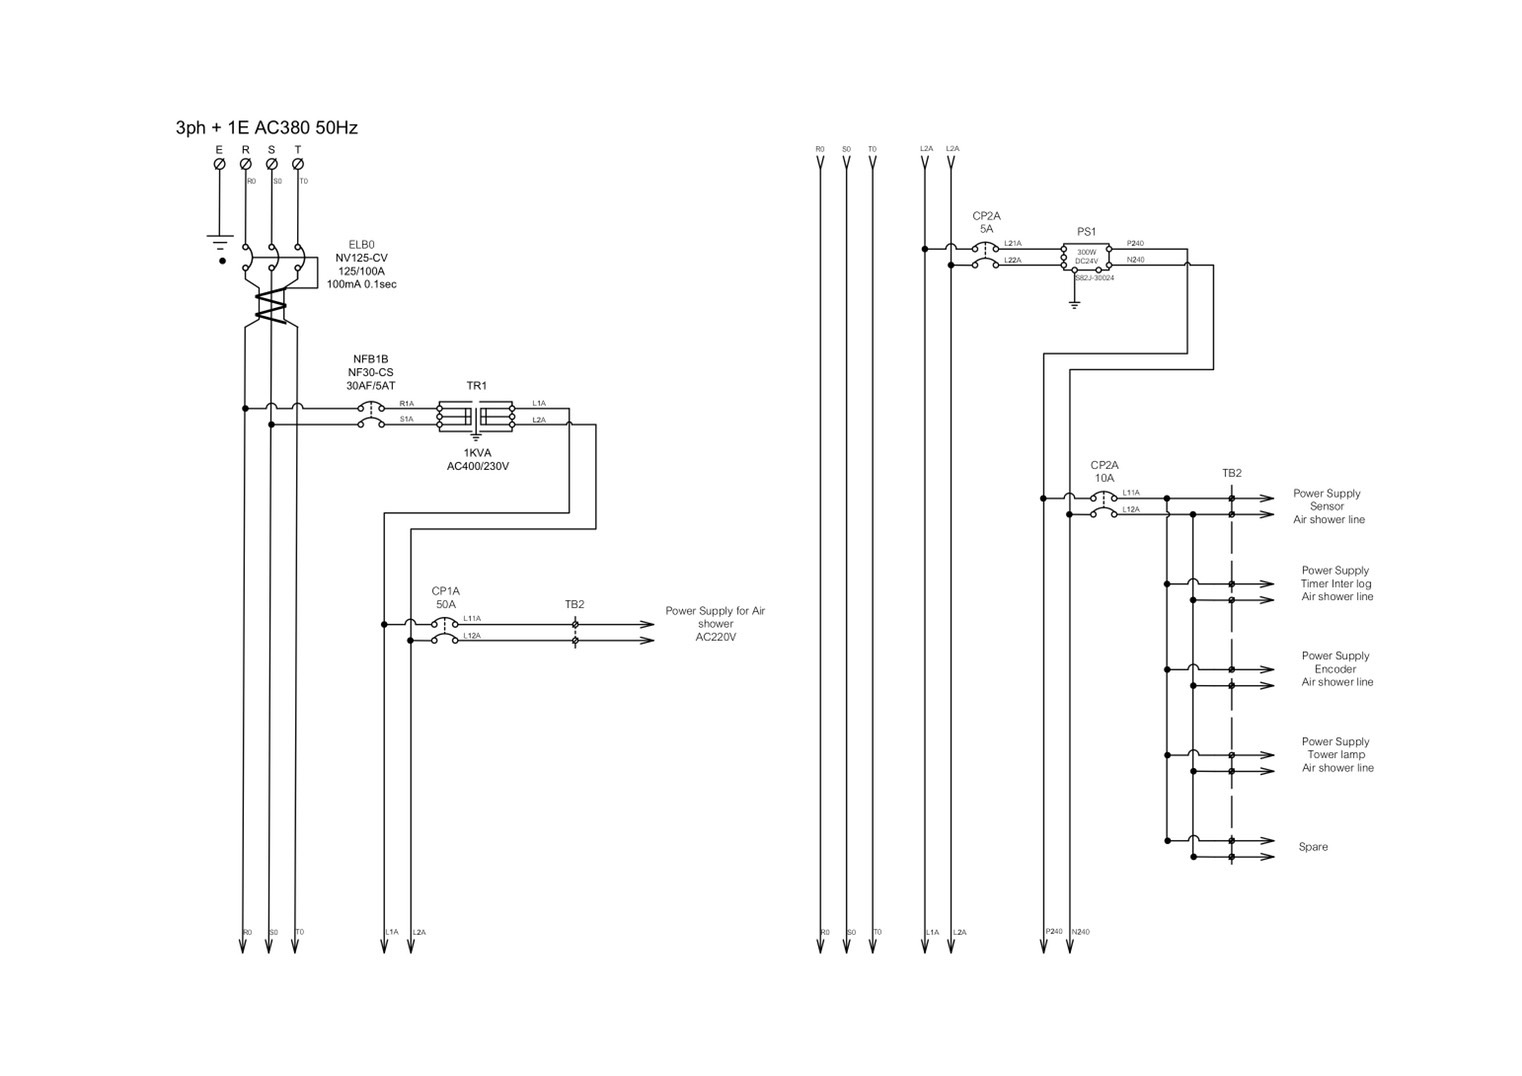 3ph + 1E AC380 50Hz
E R S T
R0 S0 T0
ELB0
NV125-CV
125/100A
100mA 0.1sec
NFB1B
NF30-CS
30AF/5AT
R1A
S1A
TR1
1KVA
AC400/230V
L1A
L2A
CP1A
50A
L11A
L12A
TB2
Power Supply for Air
shower
AC220V
R0 S0 T0 L1A L2A
R0 S0 T0 L2A L2A
CP2A
5A
L21A
L22A
PS1
300W
DC24V
S82J-30024
P240
N240
CP2A
10A
L11A
L12A
TB2
Power Supply
Sensor
Air shower line
Power Supply
Timer Inter log
Air shower line
Power Supply
Encoder
Air shower line
Power Supply
Tower lamp
Air shower line
Spare
R0 S0 T0 L1A L2A P240 N240